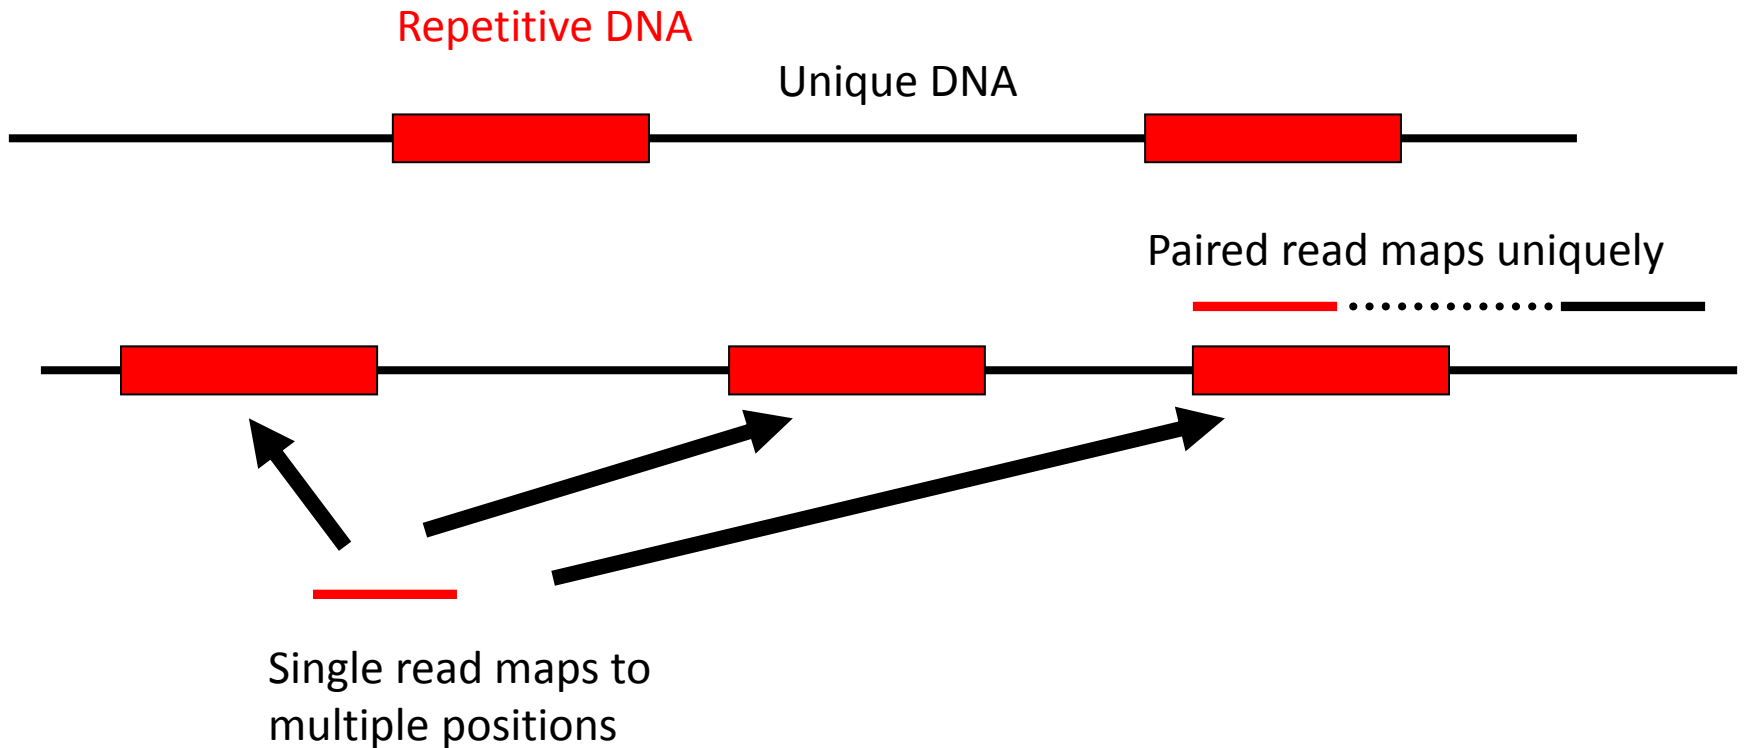 Repetitive DNA
Unique DNA
Paired read maps uniquely
Single read maps to
multiple positions